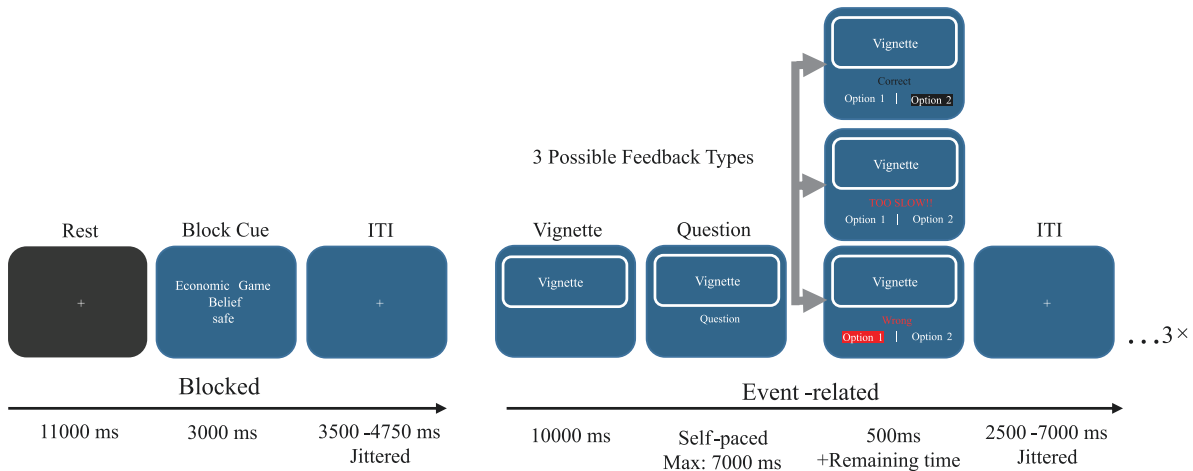 Vignette
Correct
Option 1 | Option 2
3 Possible Feedback Types
Vignette
TOO SLOW!!
Option 1 | Option 2
Rest
Block Cue
ITI
Vignette
Question
ITI
+
Economic Game
Belief
safe
+
Vignette
Vignette
Question
Vignette
Wrong
Option 1 | Option 2
+
...3×
Blocked
Event -related
11000 ms
3000 ms
3500 -4750 ms
Jittered
10000 ms
Self-paced
Max: 7000 ms
500ms
+Remaining time
2500 -7000 ms
Jittered